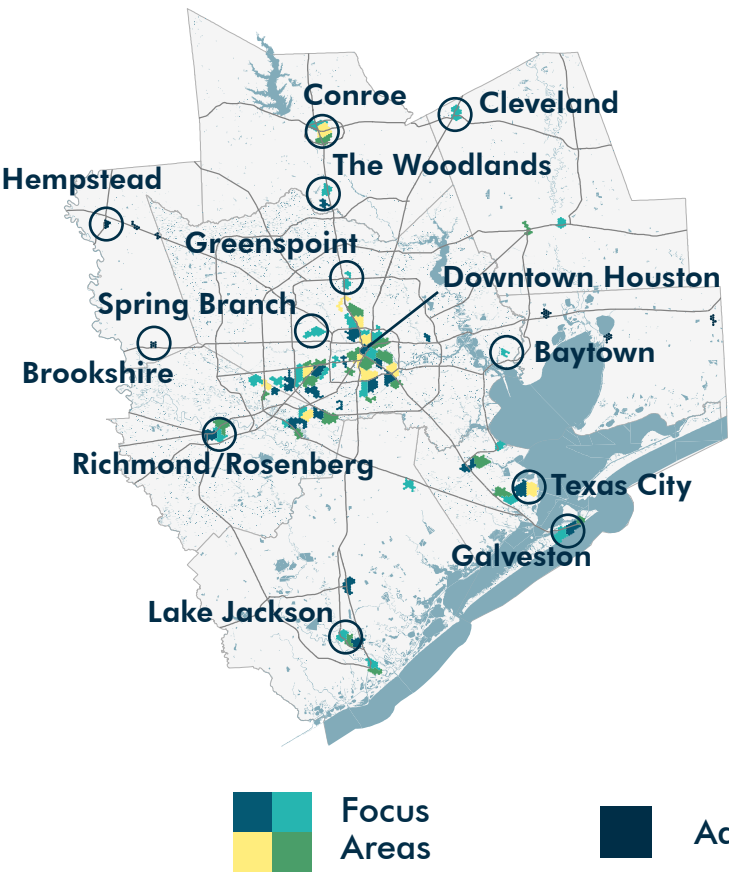 Conroe
Cleveland
The Woodlands
Hempstead
Greenspoint
Downtown Houston
Spring Branch
Baytown
Brookshire
Richmond/Rosenberg
Texas City
Galveston
Lake Jackson
Focus
Areas